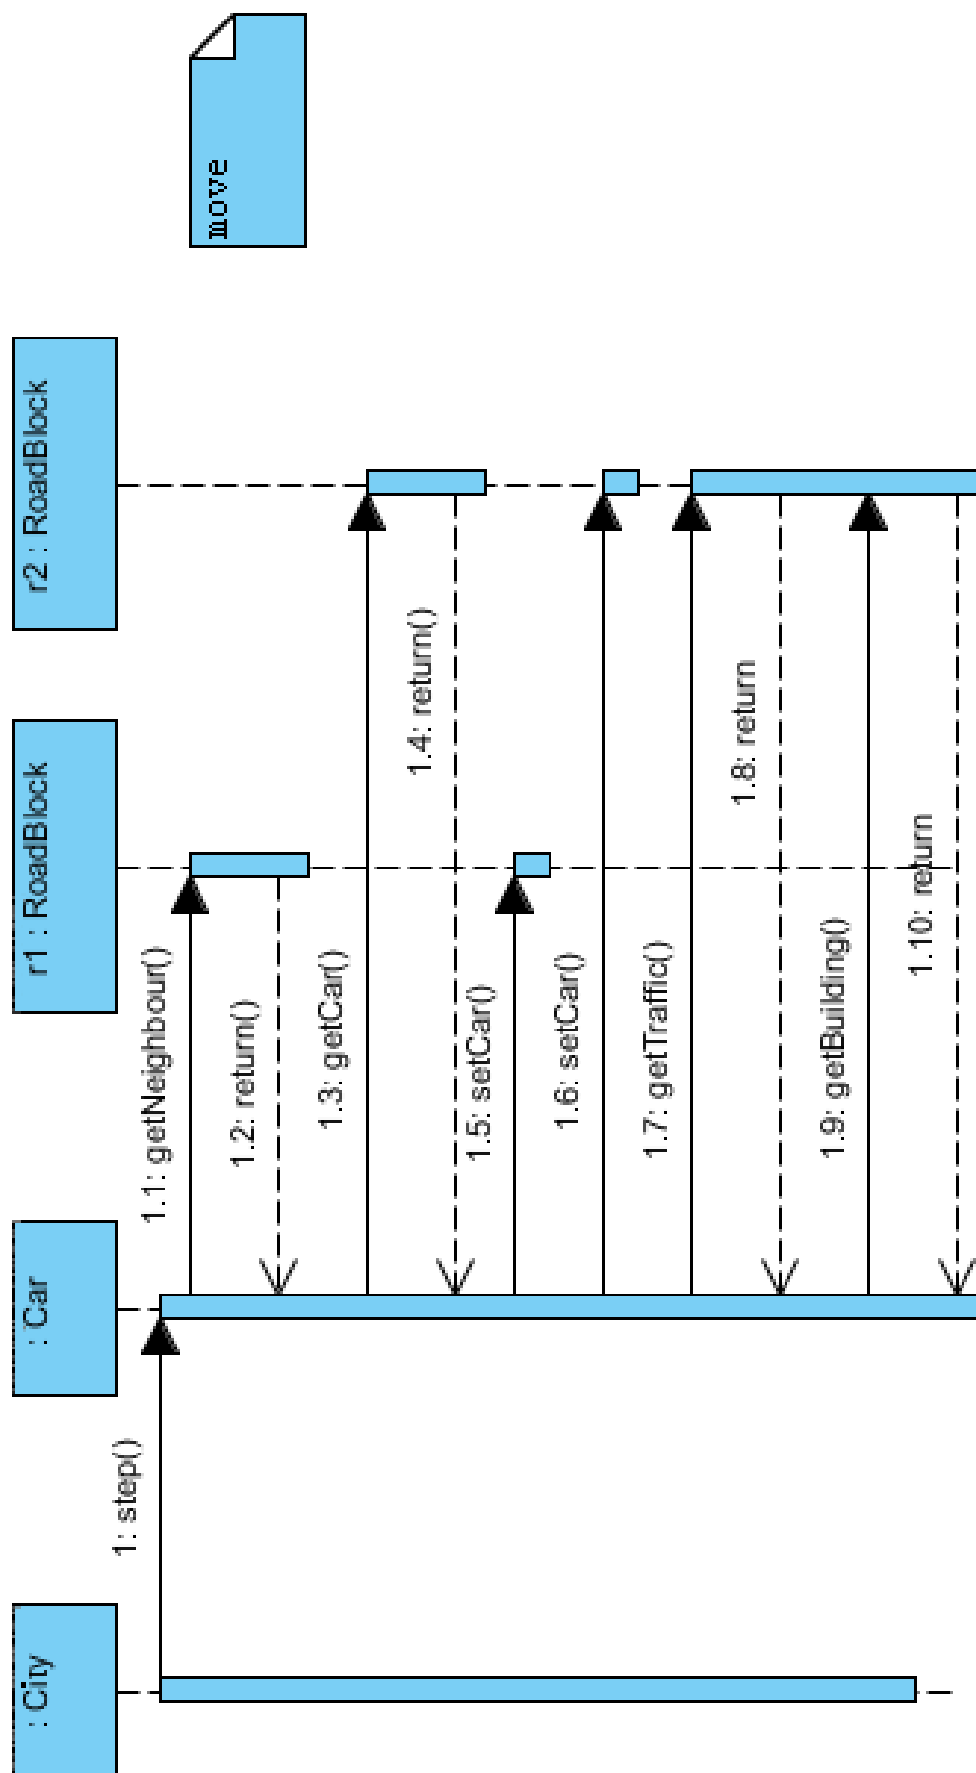 : City
: Car
r1 : RoadBlock
r2 : RoadBlock
move
1: step()
1.1: getNeighbour()
1.2: return()
1.3: getCar()
1.4: return()
1.5: setCar()
1.6: setCar()
1.7: getTraffic()
1.8: return
1.9: getBuilding()
1.10: return